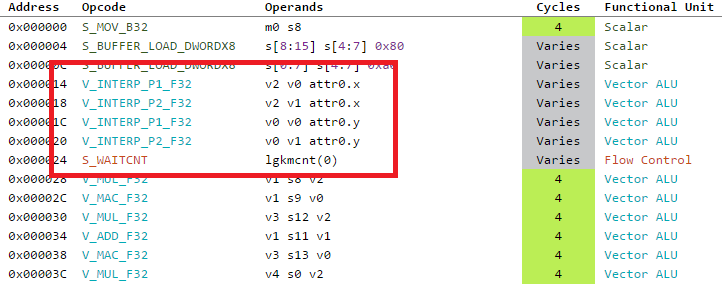 Address Opcode Operands Cycles Functional Unit
0x000000 S_MOV_B32 m0 s8 4 Scalar
0x000004 S_BUFFER_LOAD_DWORDX8 s[8:15] s[4:7] 0x80 Varies Scalar
0x00000C S_BUFFER_LOAD_DWORDX8 s[0:7] s[4:7] 0xa0 Varies Scalar
0x000014 V_INTERP_P1_F32 v2 v0 attr0.x Varies Vector ALU
0x000018 V_INTERP_P2_F32 v2 v1 attr0.x Varies Vector ALU
0x00001C V_INTERP_P1_F32 v0 v0 attr0.y Varies Vector ALU
0x000020 V_INTERP_P2_F32 v0 v1 attr0.y Varies Vector ALU
0x000024 S_WAITCNT lgkmcnt(0) Varies Flow Control
0x000028 V_MUL_F32 v1 s8 v2 4 Vector ALU
0x00002C V_MAC_F32 v1 s9 v0 4 Vector ALU
0x000030 V_MUL_F32 v3 s12 v2 4 Vector ALU
0x000034 V_ADD_F32 v1 s11 v1 4 Vector ALU
0x000038 V_MAC_F32 v3 s13 v0 4 Vector ALU
0x00003C V_MUL_F32 v4 s0 v2 4 Vector ALU